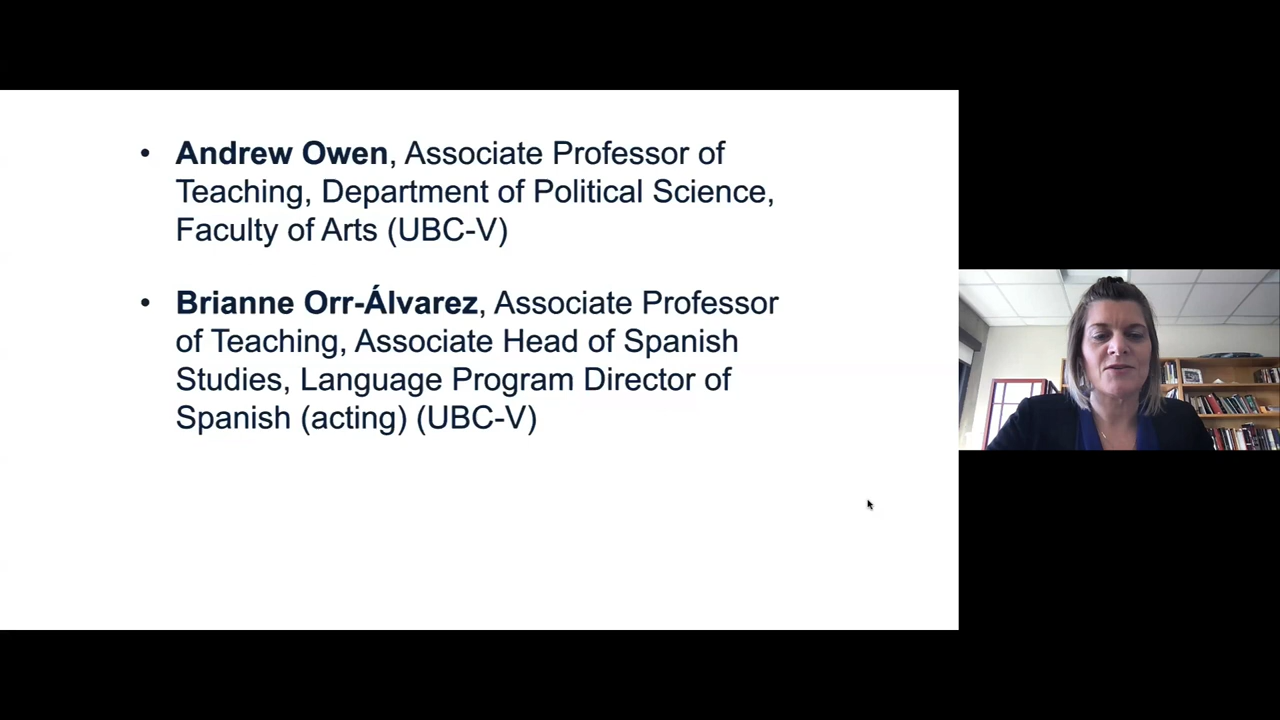 • Andrew Owen, Associate Professor of
Teaching, Department of Political Science,
Faculty of Arts (UBC-V)
• Brianne Orr-Álvarez, Associate Professor
of Teaching, Associate Head of Spanish
Studies, Language Program Director of
Spanish (acting) (UBC-V)